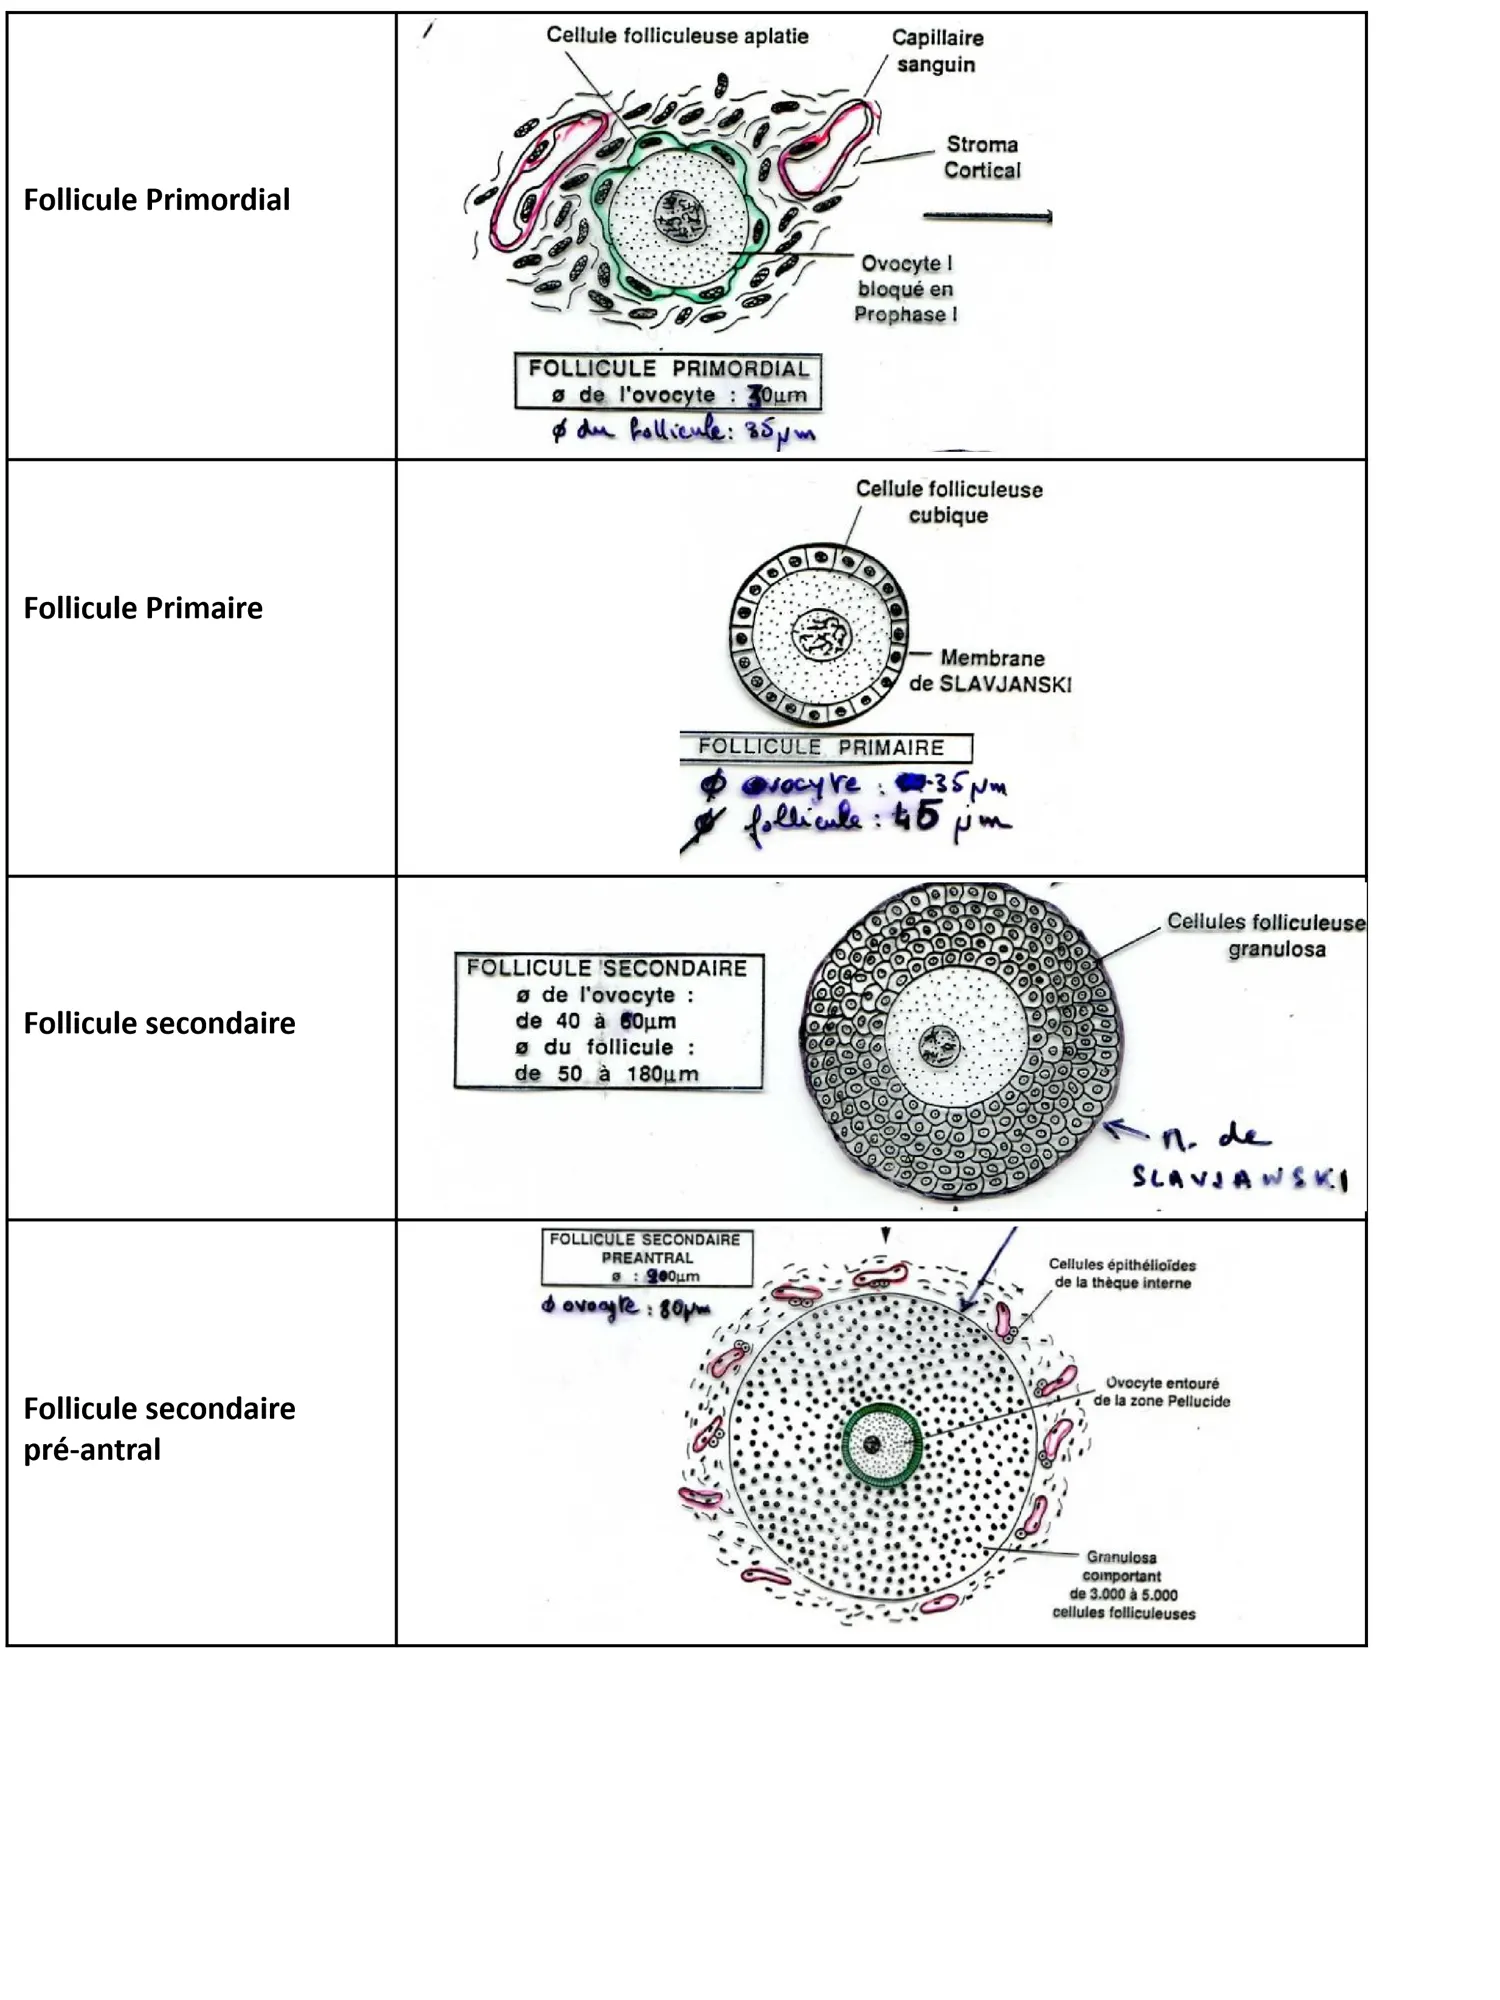 Follicule Primordial
Cellule folliculeuse aplatie
Capillaire
sanguin
Stroma
Cortical
Ovocyte I
bloqué en
Prophase I
FOLLICULE PRIMORDIAL
ø de l'ovocyte : 30µm
ø du follicule : 35µm
Follicule Primaire
Cellule folliculeuse
cubique
Membrane
de SLAVJANSKI
FOLLICULE PRIMAIRE
ø ovocyte : 35µm
ø follicule : 45 µm
Follicule secondaire
FOLLICULE SECONDAIRE
ø de l'ovocyte :
de 40 à 60µm
ø du follicule :
de 50 à 180µm
Cellules folliculeuse
granulosa
m. de
SLAVJAWSKI
Follicule secondaire
pré-antral
FOLLICULE SECONDAIRE
PREANTRAL
ø : 200µm
ø ovocyte : 80µm
Cellules épithélioïdes
de la thèque interne
Ovocyte entouré
de la zone Pellucide
Granulosa
comportant
de 3.000 à 5.000
cellules folliculeuses